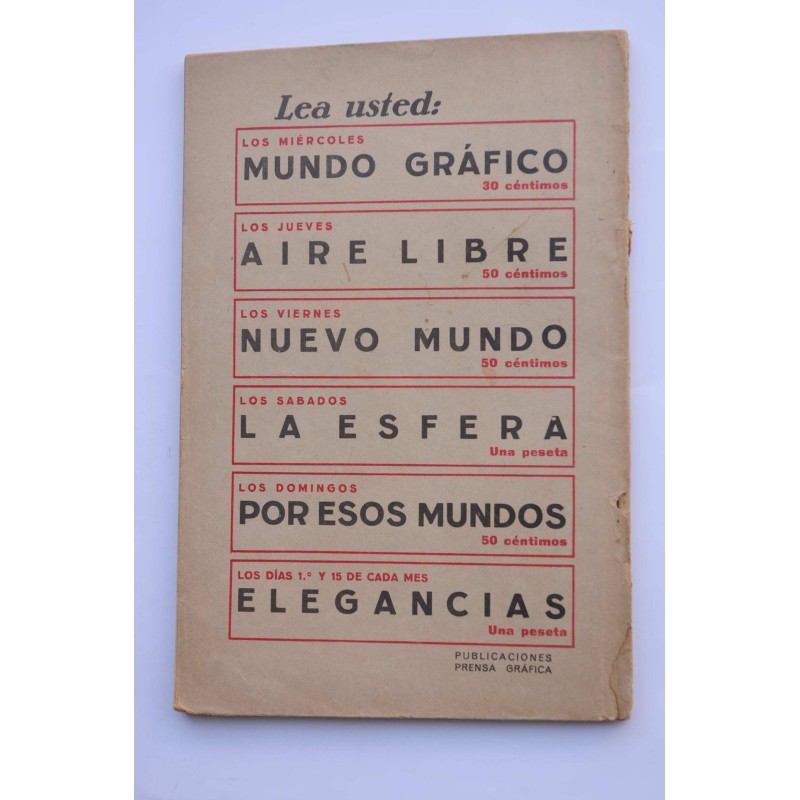 Lea usted:
LOS MIÉRCOLES
MUNDO GRÁFICO
30 céntimos
LOS JUEVES
AIRE LIBRE
50 céntimos
LOS VIERNES
NUEVO MUNDO
50 céntimos
LOS SABADOS
LA ESFERA
Una peseta
LOS DOMINGOS
POR ESOS MUNDOS
50 céntimos
LOS DÍAS 1.º Y 15 DE CADA MES
ELEGANCIAS
Una peseta
PUBLICACIONES
PRENSA GRÁFICA